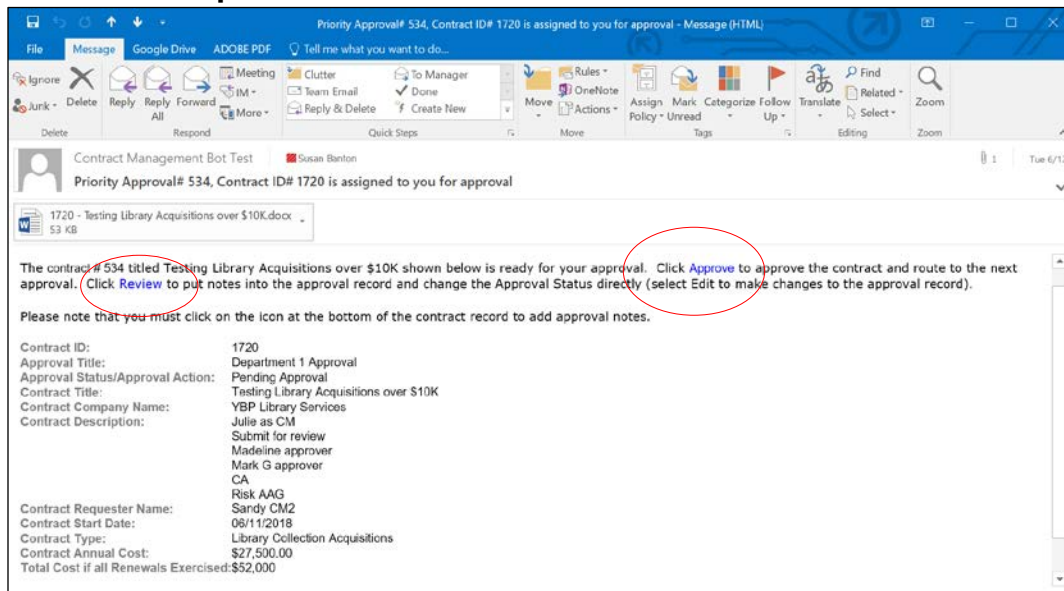 Priority Approval# 534, Contract ID# 1720 is assigned to you for approval - Message (HTML)
File Message Google Drive ADOBE PDF Tell me what you want to do...
Ignore
Junk
Delete
Reply
Reply All
Forward
Meeting
IM
More
Clutter
Team Email
Reply & Delete
To Manager
Done
Create New
Move
Rules
OneNote
Actions
Assign Policy
Mark Unread
Categorize
Follow Up
Translate
Find
Related
Select
Zoom
Delete Respond Quick Steps Move Tags Editing Zoom
Contract Management Bot Test Susan Banton 1 Tue 6/12
Priority Approval# 534, Contract ID# 1720 is assigned to you for approval
1720 - Testing Library Acquisitions over $10K.docx
53 KB
The contract # 534 titled Testing Library Acquisitions over $10K shown below is ready for your approval. Click Approve to approve the contract and route to the next
approval. Click Review to put notes into the approval record and change the Approval Status directly (select Edit to make changes to the approval record).
Please note that you must click on the icon at the bottom of the contract record to add approval notes.
Contract ID: 1720
Approval Title: Department 1 Approval
Approval Status/Approval Action: Pending Approval
Contract Title: Testing Library Acquisitions over $10K
Contract Company Name: YBP Library Services
Contract Description: Julie as CM
Submit for review
Madeline approver
Mark G approver
CA
Risk AAG
Contract Requester Name: Sandy CM2
Contract Start Date: 06/11/2018
Contract Type: Library Collection Acquisitions
Contract Annual Cost: $27,500.00
Total Cost if all Renewals Exercised:$52,000